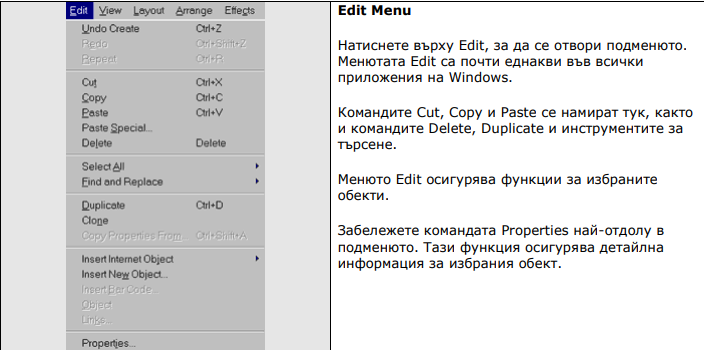 Edit View Layout Arrange Effects
Undo Create Ctrl+Z
Redo Ctrl+Shift+Z
Repeat Ctrl+R
Cut Ctrl+X
Copy Ctrl+C
Paste Ctrl+V
Paste Special...
Delete Delete
Select All
Find and Replace
Duplicate Ctrl+D
Clone
Copy Properties From... Ctrl+Shift+A
Insert Internet Object
Insert New Object...
Insert Bar Code...
Object
Links...
Properties...
Edit Menu
Натиснете върху Edit, за да се отвори подменюто.
Менютата Edit са почти еднакви във всички
приложения на Windows.
Командите Cut, Copy и Paste се намират тук, както
и командите Delete, Duplicate и инструментите за
търсене.
Менюто Edit осигурява функции за избраните
обекти.
Забележете командата Properties най-отдолу в
подменюто. Тази функция осигурява детайлна
информация за избрания обект.